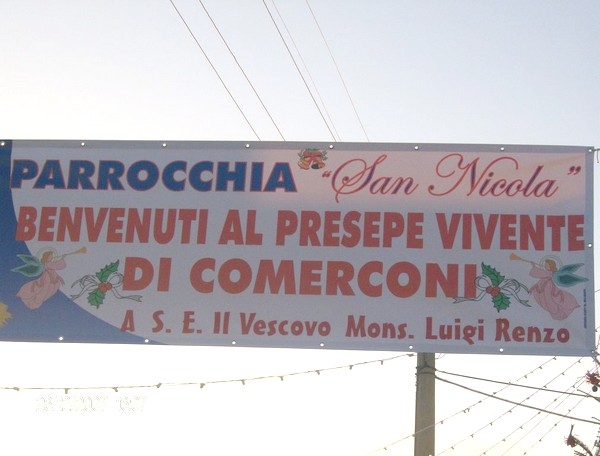 PARROCCHIA "San Nicola"
BENVENUTI AL PRESEPE VIVENTE
DI COMERCONI
A S. E. Il Vescovo Mons. Luigi Renzo